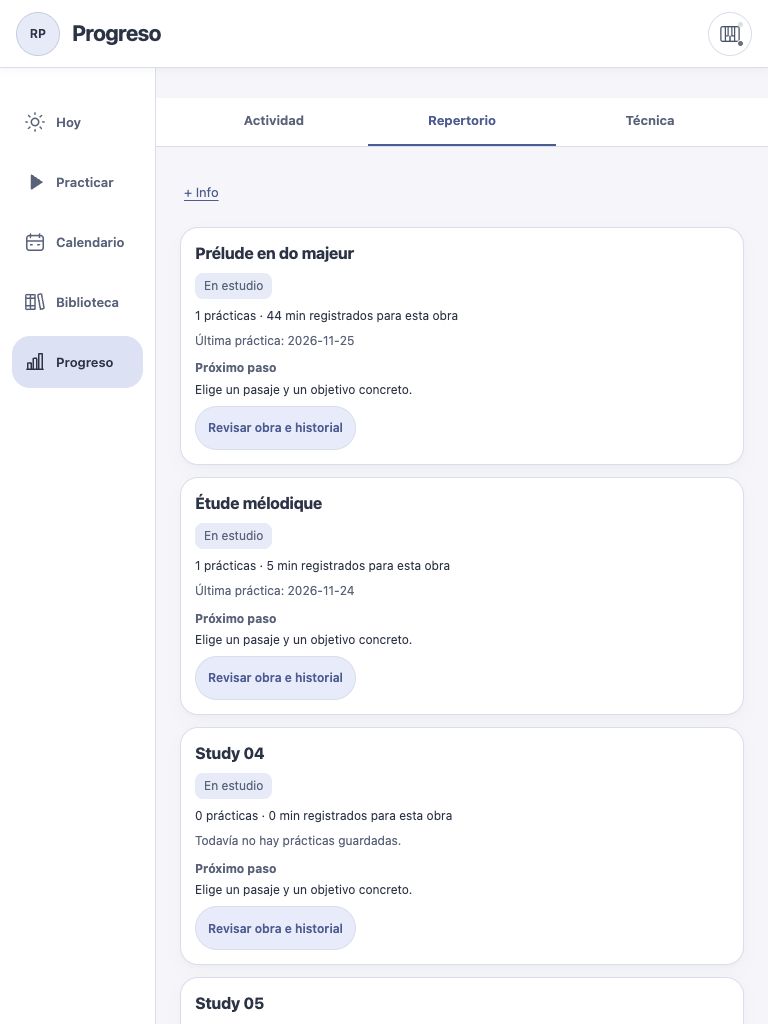 RP
Progreso
Hoy
Practicar
Calendario
Biblioteca
Progreso
Actividad
Repertorio
Técnica
+ Info
Prélude en do majeur
En estudio
1 prácticas · 44 min registrados para esta obra
Última práctica: 2026-11-25
Próximo paso
Elige un pasaje y un objetivo concreto.
Revisar obra e historial
Étude mélodique
En estudio
1 prácticas · 5 min registrados para esta obra
Última práctica: 2026-11-24
Próximo paso
Elige un pasaje y un objetivo concreto.
Revisar obra e historial
Study 04
En estudio
0 prácticas · 0 min registrados para esta obra
Todavía no hay prácticas guardadas.
Próximo paso
Elige un pasaje y un objetivo concreto.
Revisar obra e historial
Study 05